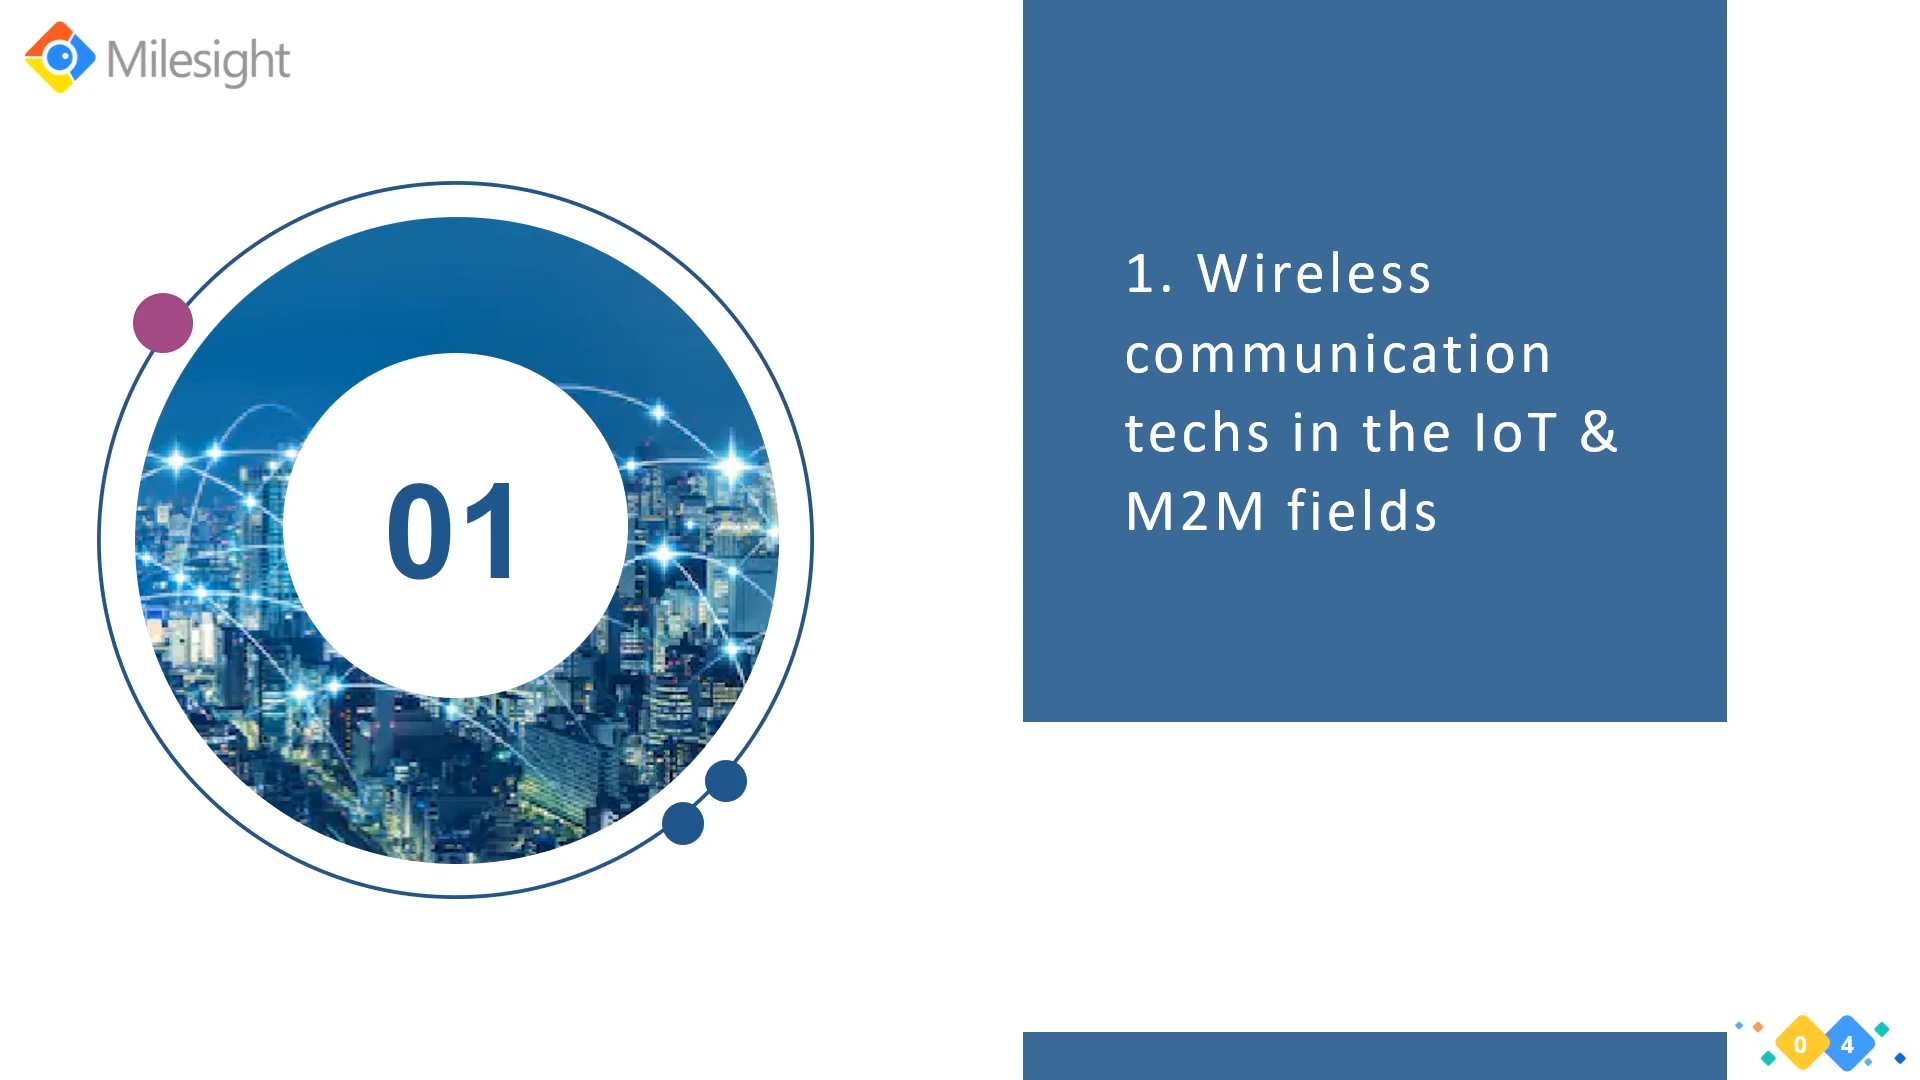 Milesight
01
1. Wireless
communication
techs in the IoT &
M2M fields
0 4